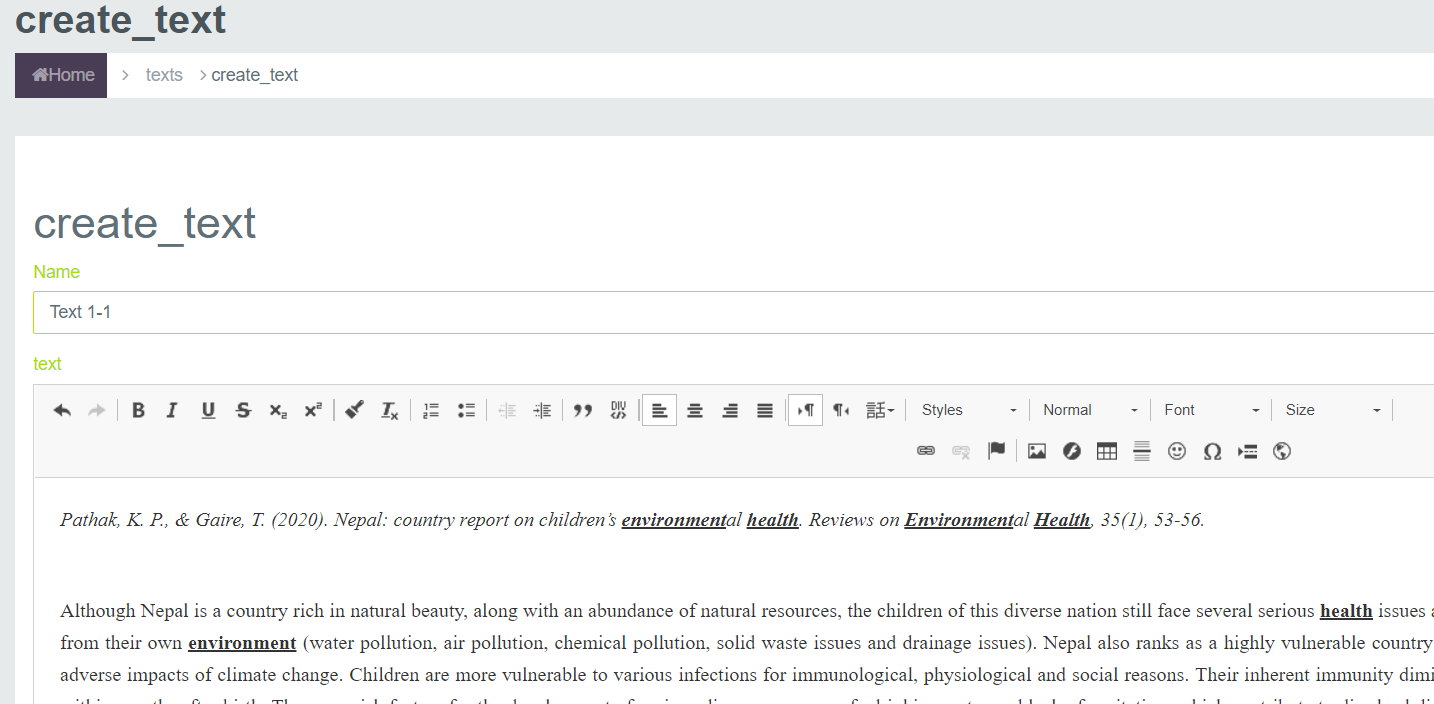 create_text
Home
texts
create_text
create_text
Name
Text 1-1
text
Styles
Normal
Font
Size
Pathak, K. P., & Gaire, T. (2020). Nepal: country report on children’s environmental health. Reviews on Environmental Health, 35(1), 53-56.
Although Nepal is a country rich in natural beauty, along with an abundance of natural resources, the children of this diverse nation still face several serious health issues
from their own environment (water pollution, air pollution, chemical pollution, solid waste issues and drainage issues). Nepal also ranks as a highly vulnerable country
adverse impacts of climate change. Children are more vulnerable to various infections for immunological, physiological and social reasons. Their inherent immunity